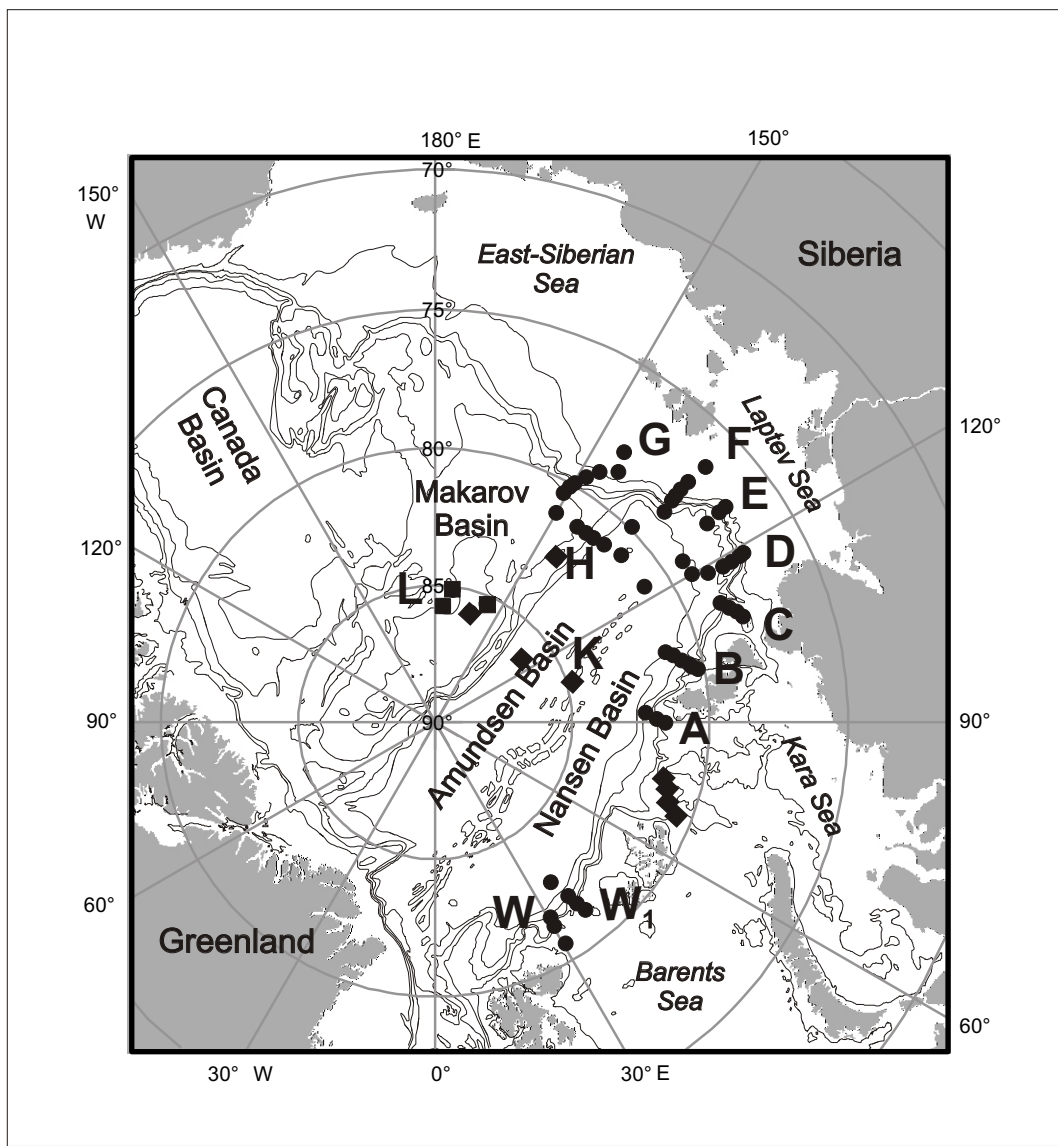 180° E
150°
150°
W
70°
East-Siberian
Sea
Siberia
75°
Canada
Basin
Laptev Sea
120°
G
F
80°
Makarov
Basin
E
120°
H
D
L
85°
C
K
B
Amundsen Basin
Nansen Basin
90°
90°
A
90°
Kara Sea
60°
W
W1
Greenland
Barents
Sea
60°
30° W
0°
30° E